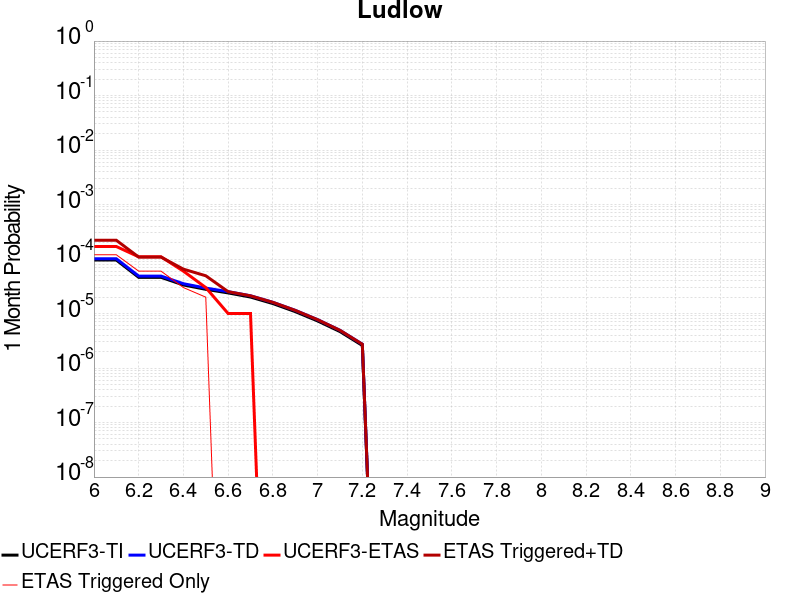 Ludlow
10^0
10^-1
10^-2
10^-3
10^-4
10^-5
10^-6
10^-7
10^-8
1 Month Probability
6 6.2 6.4 6.6 6.8 7 7.2 7.4 7.6 7.8 8 8.2 8.4 8.6 8.8 9
Magnitude
UCERF3-TI UCERF3-TD UCERF3-ETAS ETAS Triggered+TD
ETAS Triggered Only